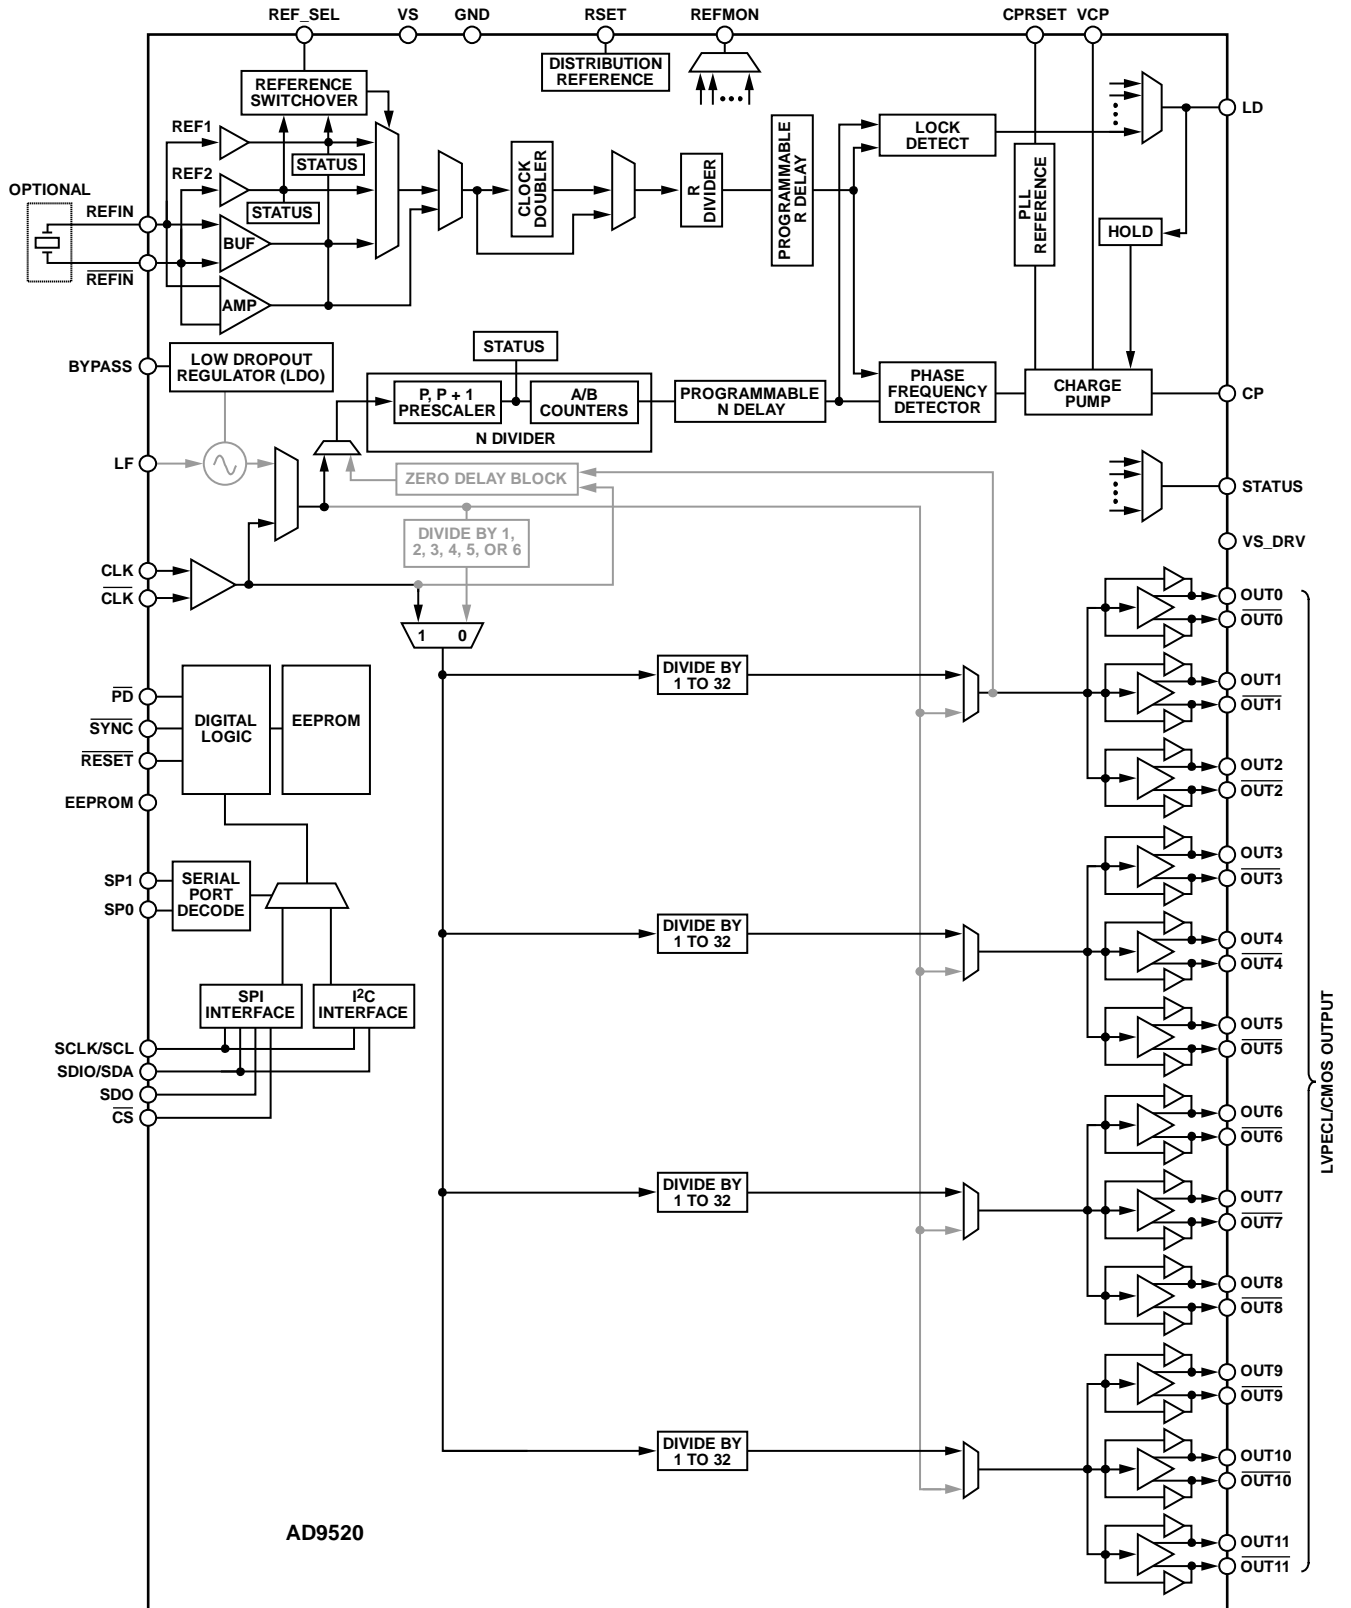 REF_SEL
VS
GND
RSET
REFMON
CPRSET
VCP
DISTRIBUTION
REFERENCE
REFERENCE
SWITCHOVER
LD
REF1
STATUS
REF2
STATUS
CLOCK
DOUBLER
R
DIVIDER
PROGRAMMABLE
R DELAY
LOCK
DETECT
PLL
REFERENCE
HOLD
OPTIONAL
REFIN
REFIN
BUF
AMP
BYPASS
LOW DROPOUT
REGULATOR (LDO)
STATUS
P, P + 1
PRESCALER
A/B
COUNTERS
N DIVIDER
PROGRAMMABLE
N DELAY
PHASE
FREQUENCY
DETECTOR
CHARGE
PUMP
CP
LF
ZERO DELAY BLOCK
STATUS
DIVIDE BY 1,
2, 3, 4, 5, OR 6
VS_DRV
CLK
CLK
1
0
OUT0
OUT0
DIVIDE BY
1 TO 32
OUT1
OUT1
OUT2
OUT2
PD
SYNC
RESET
DIGITAL
LOGIC
EEPROM
EEPROM
SP1
SP0
SERIAL
PORT
DECODE
OUT3
OUT3
DIVIDE BY
1 TO 32
OUT4
OUT4
OUT5
OUT5
SPI
INTERFACE
I2C
INTERFACE
SCLK/SCL
SDIO/SDA
SDO
CS
LVPECL/CMOS OUTPUT
OUT6
OUT6
DIVIDE BY
1 TO 32
OUT7
OUT7
OUT8
OUT8
OUT9
OUT9
DIVIDE BY
1 TO 32
OUT10
OUT10
OUT11
OUT11
AD9520